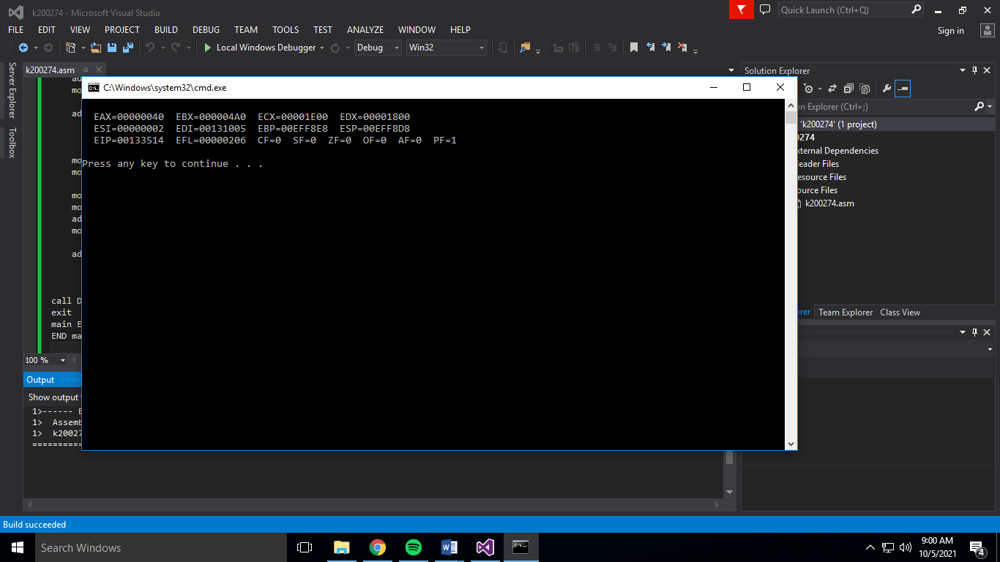 k200274 - Microsoft Visual Studio
Quick Launch (Ctrl+Q)
FILE EDIT VIEW PROJECT BUILD DEBUG TEAM TOOLS TEST ANALYZE WINDOW HELP
Sign in
Local Windows Debugger Debug Win32
Server Explorer
Toolbox
k200274.asm
ad
mo
ad
mo
mo
mo
mo
ad
mo
ad
call D
exit
main E
END ma
100 %
C:\Windows\system32\cmd.exe
EAX=00000040 EBX=000004A0 ECX=00001E00 EDX=00001800
ESI=00000002 EDI=00131005 EBP=00EFF8E8 ESP=00EFF8D8
EIP=00133514 EFL=00000206 CF=0 SF=0 ZF=0 OF=0 AF=0 PF=1
Press any key to continue . . .
Solution Explorer
on Explorer (Ctrl+;)
'k200274' (1 project)
0274
xternal Dependencies
eader Files
esource Files
ource Files
k200274.asm
orer Team Explorer Class View
Output
Show output
1>------ B
1> Assemb
1> k20027
===========
Build succeeded
Search Windows
9:00 AM
10/5/2021
4